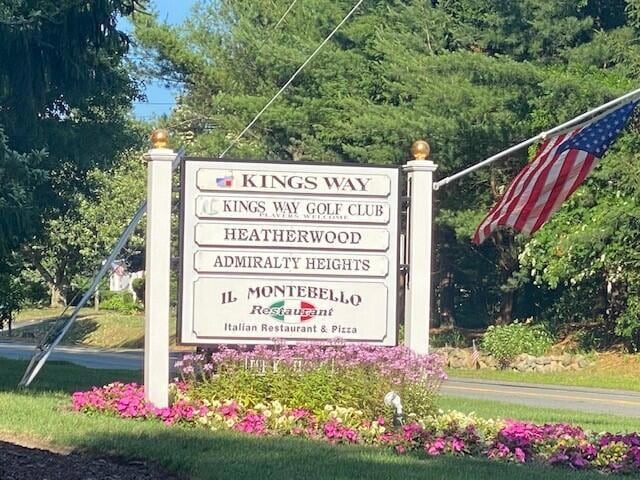 KINGS WAY
KINGS WAY GOLF CLUB
PLAYERS WELCOME
HEATHERWOOD
ADMIRALTY HEIGHTS
IL MONTEBELLO
Restaurant
Italian Restaurant & Pizza